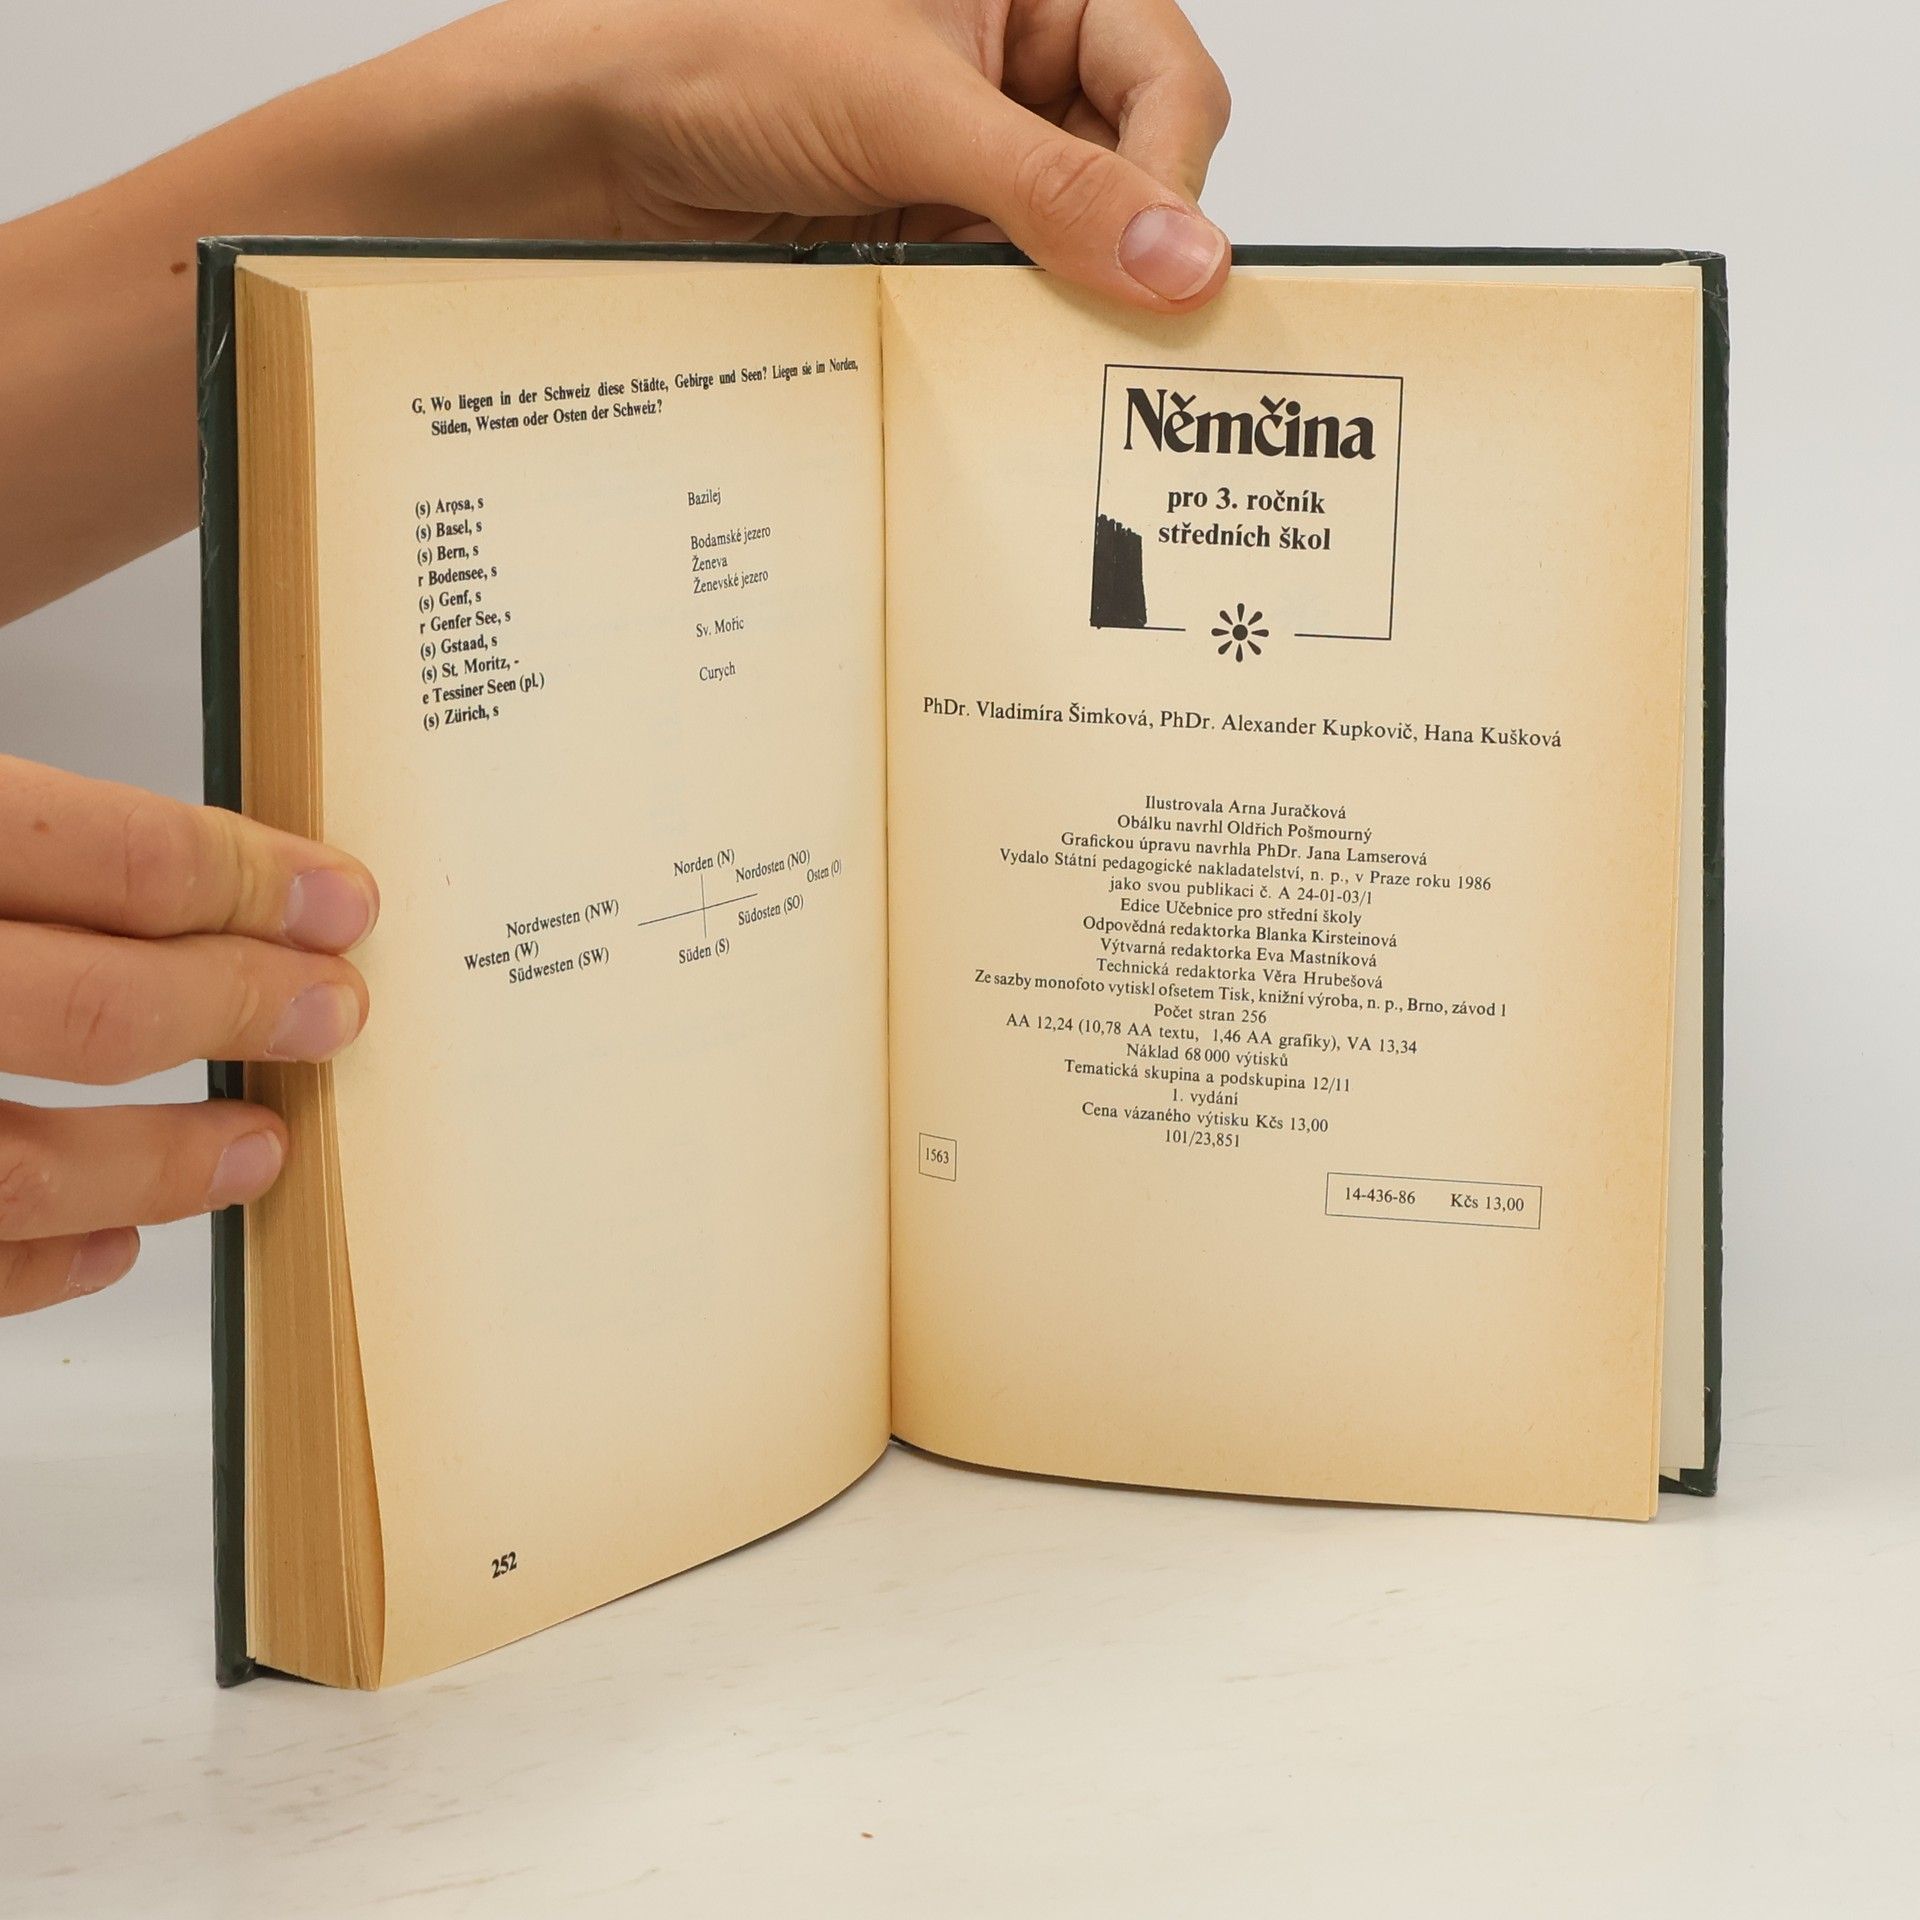 G. Wo liegen in der Schweiz diese Städte, Gebirge und Seen? Liegen sie im Norden,
Süden, Westen oder Osten der Schweiz?
(s) Arosa, s
(s) Basel, s Bazilej
(s) Bern, s
r Bodensee, s Bodamské jezero
(s) Genf, s Ženeva
r Genfer See, s Ženevské jezero
(s) Gstaad, s
(s) St. Moritz, - Sv. Mořic
e Tessiner Seen (pl.)
(s) Zürich, s Curych
Norden (N)
Nordwesten (NW) Nordosten (NO)
Westen (W) Osten (O)
Südwesten (SW) Südosten (SO)
Süden (S)
252
Němčina
pro 3. ročník
středních škol
PhDr. Vladimíra Šimková, PhDr. Alexander Kupkovič, Hana Kušková
Ilustrovala Arna Juračková
Obálku navrhl Oldřich Pošmourný
Grafickou úpravu navrhla PhDr. Jana Lamserová
Vydalo Státní pedagogické nakladatelství, n. p., v Praze roku 1986
jako svou publikaci č. A 24-01-03/1
Edice Učebnice pro střední školy
Odpovědná redaktorka Blanka Kirsteinová
Výtvarná redaktorka Eva Mastníková
Technická redaktorka Věra Hrubešová
Ze sazby monofoto vytiskl ofsetem Tisk, knižní výroba, n. p., Brno, závod 1
Počet stran 256
AA 12,24 (10,78 AA textu, 1,46 AA grafiky), VA 13,34
Náklad 68 000 výtisků
Tematická skupina a podskupina 12/11
1. vydání
Cena vázaného výtisku Kčs 13,00
101/23,851
1563
14-436-86 Kčs 13,00